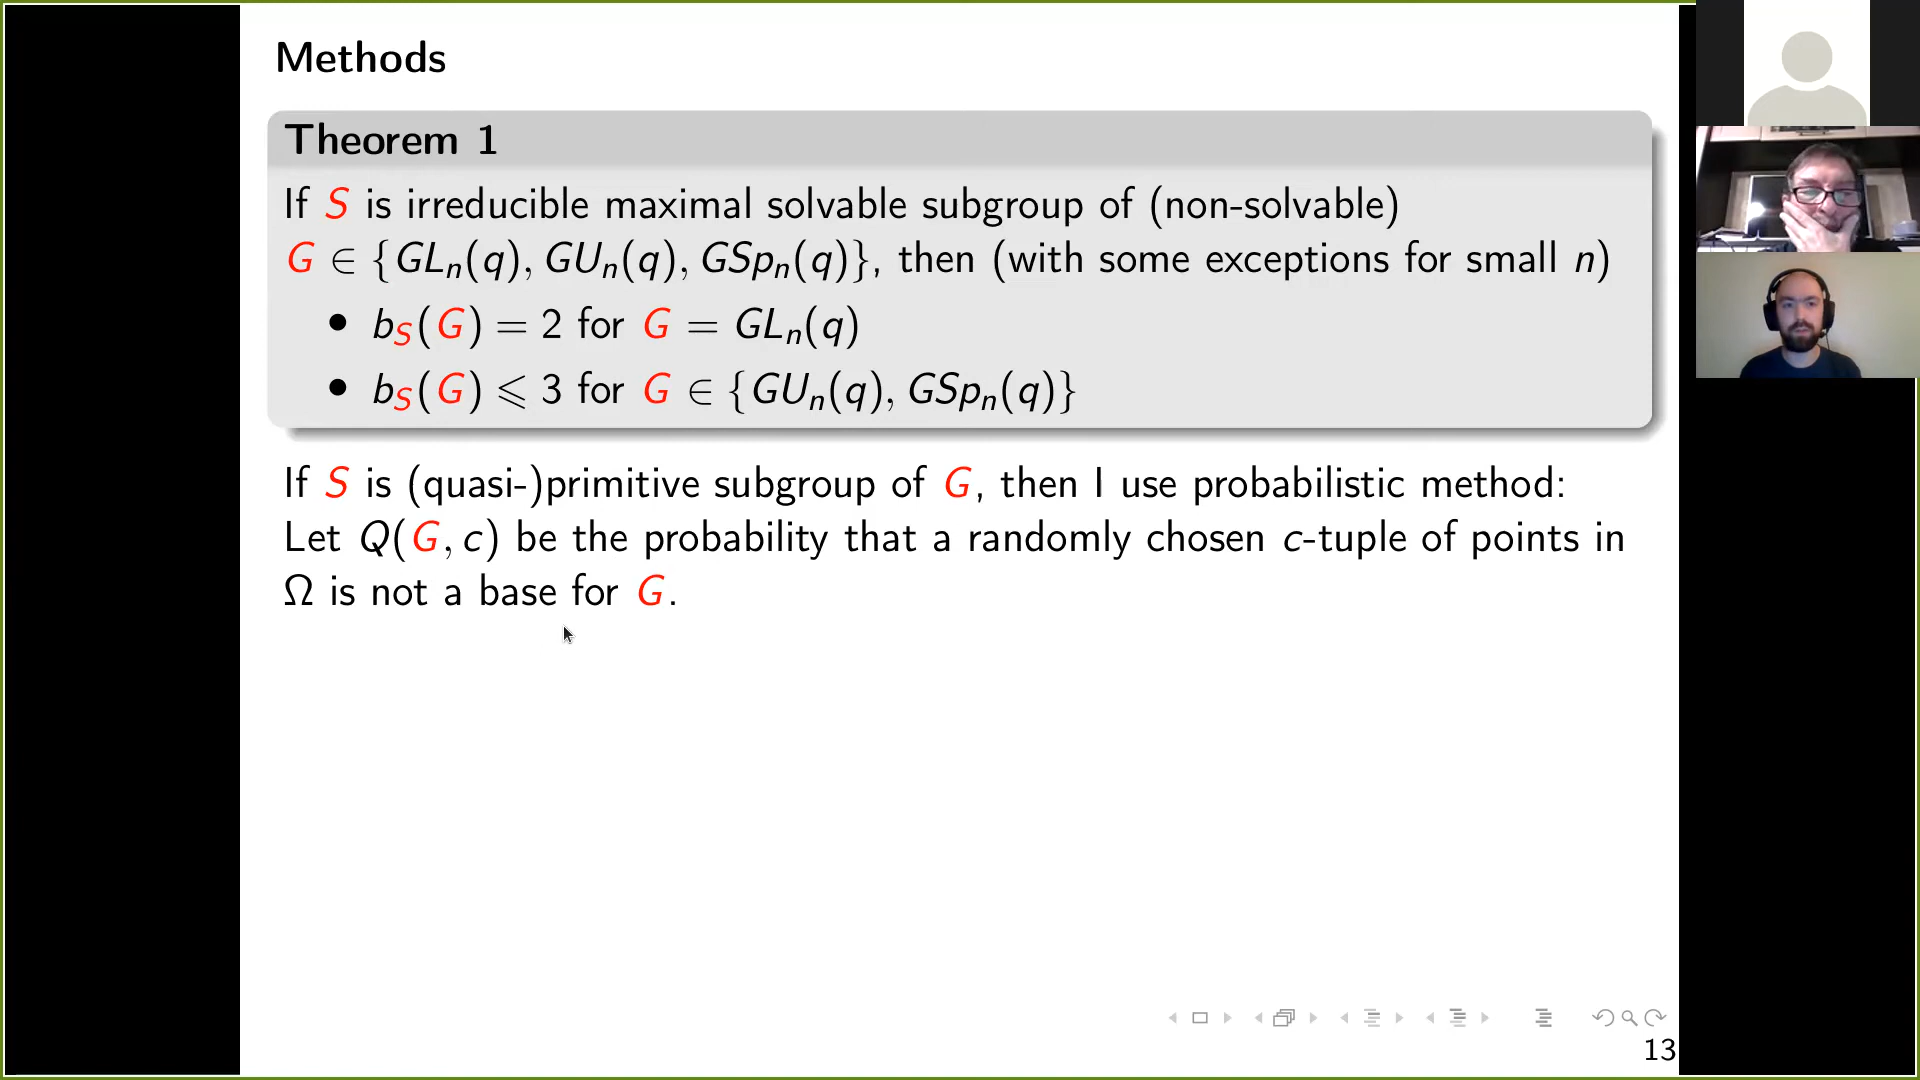 Methods
Theorem 1
If S is irreducible maximal solvable subgroup of (non-solvable)
G ∈ {GLₙ(q), GUₙ(q), GSpₙ(q)}, then (with some exceptions for small n)
• b_S(G) = 2 for G = GLₙ(q)
• b_S(G) ⩽ 3 for G ∈ {GUₙ(q), GSpₙ(q)}
If S is (quasi-)primitive subgroup of G, then I use probabilistic method:
Let Q(G, c) be the probability that a randomly chosen c-tuple of points in
Ω is not a base for G.
13